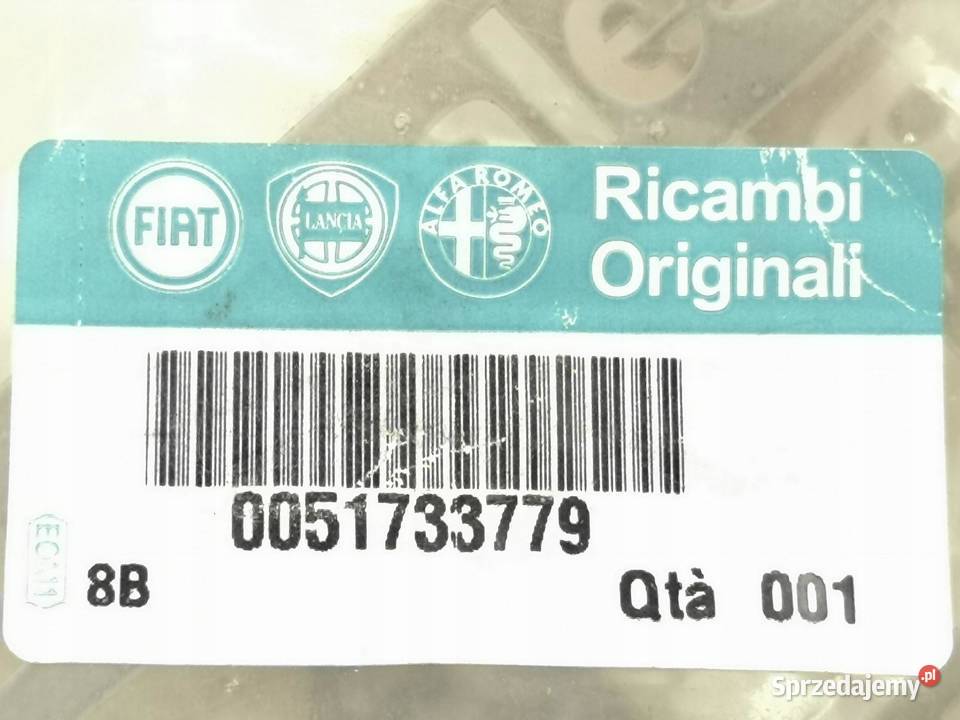 FIAT
LANCIA
ALFA ROMEO
Ricambi
Originali
0051733779
8B
Qtà 001
Sprzedajemy.pl